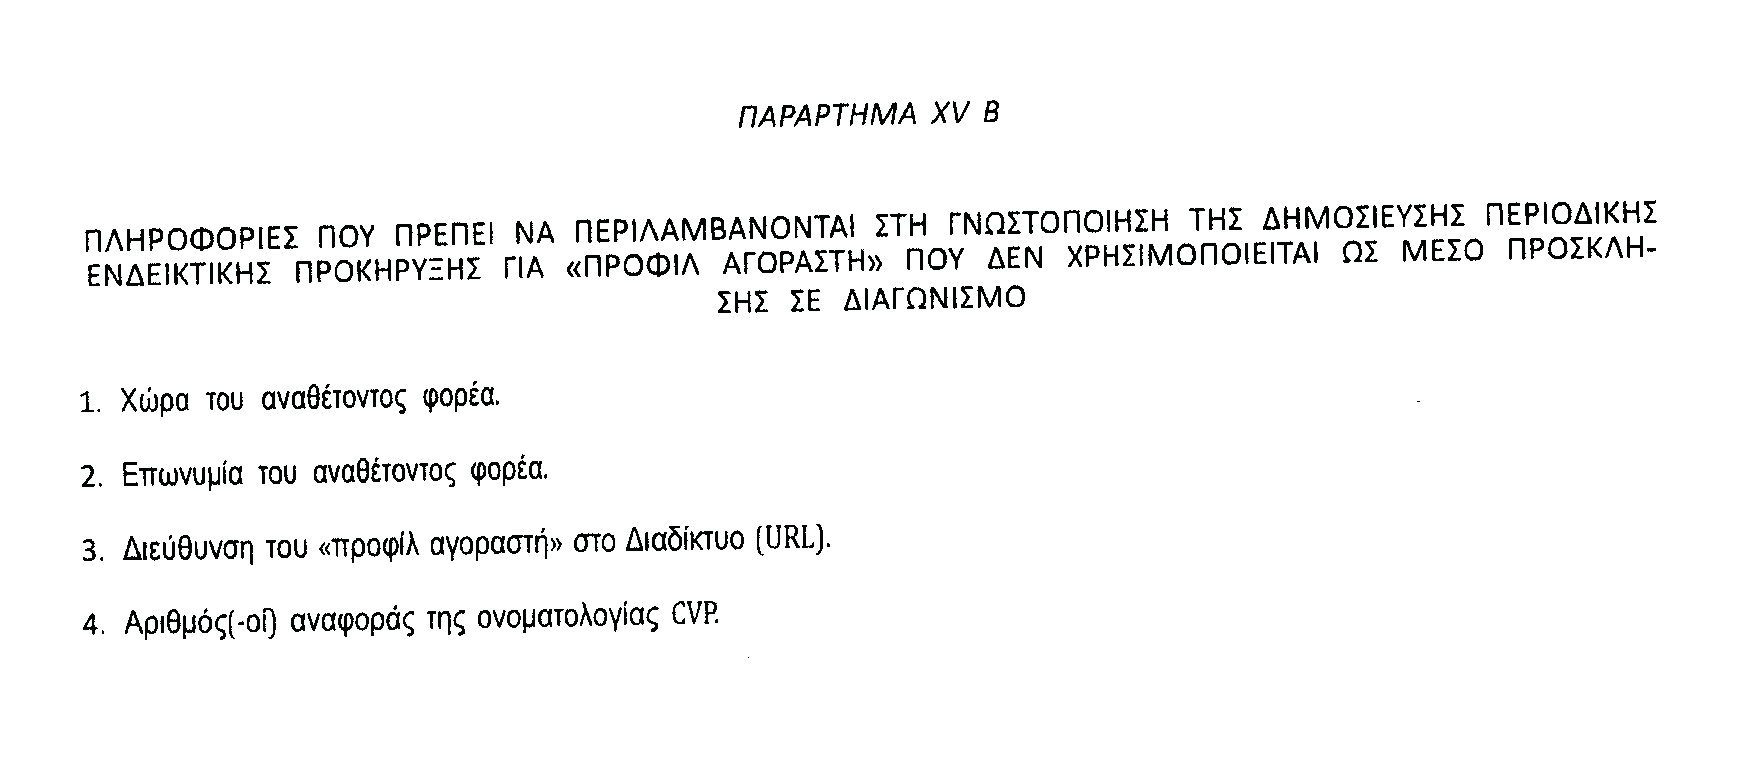 ΠΑΡΑΡΤΗΜΑ XV B
ΠΛΗΡΟΦΟΡΙΕΣ ΠΟΥ ΠΡΕΠΕΙ ΝΑ ΠΕΡΙΛΑΜΒΑΝΟΝΤΑΙ ΣΤΗ ΓΝΩΣΤΟΠΟΙΗΣΗ ΤΗΣ ΔΗΜΟΣΙΕΥΣΗΣ ΠΕΡΙΟΔΙΚΗΣ
ΕΝΔΕΙΚΤΙΚΗΣ ΠΡΟΚΗΡΥΞΗΣ ΓΙΑ «ΠΡΟΦΙΛ ΑΓΟΡΑΣΤΗ» ΠΟΥ ΔΕΝ ΧΡΗΣΙΜΟΠΟΙΕΙΤΑΙ ΩΣ ΜΕΣΟ ΠΡΟΣΚΛΗ-
ΣΗΣ ΣΕ ΔΙΑΓΩΝΙΣΜΟ
1. Χώρα του αναθέτοντος φορέα.
2. Επωνυμία του αναθέτοντος φορέα.
3. Διεύθυνση του «προφίλ αγοραστή» στο Διαδίκτυο (URL).
4. Αριθμός(-οί) αναφοράς της ονοματολογίας CVP.